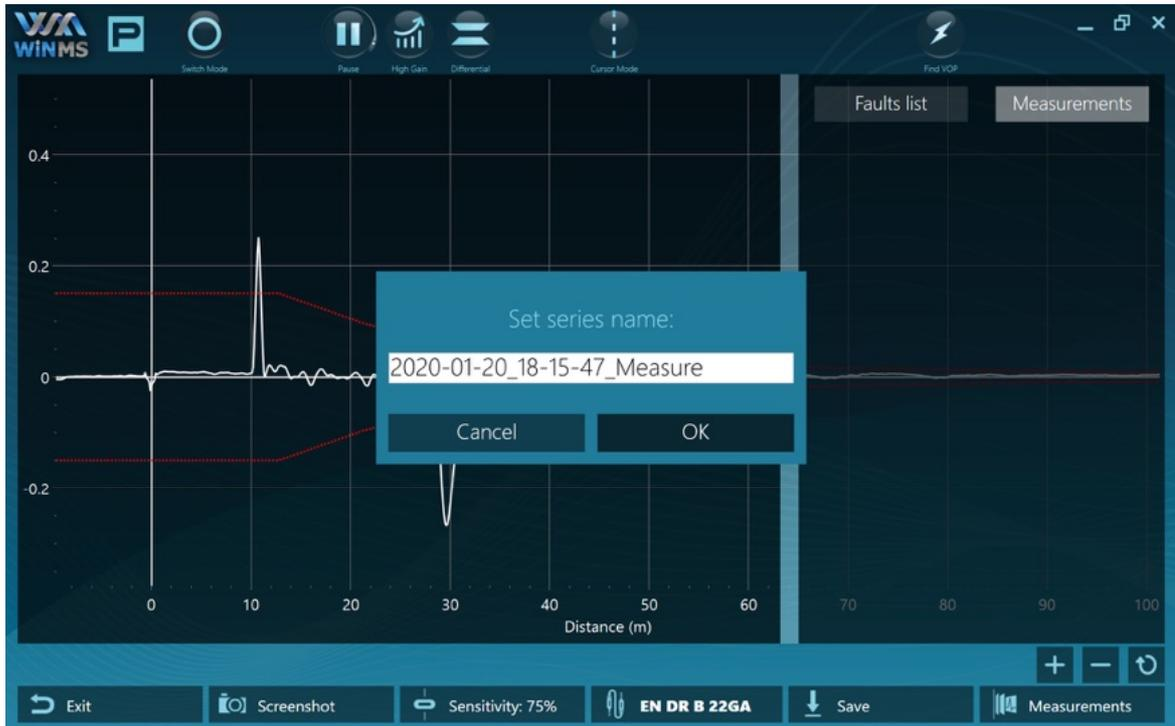 WiNMS
P
Switch Mode
Pause
High Gain
Differential
Cursor Mode
Find VOP
Faults list
Measurements
0.4
0.2
0
-0.2
Set series name:
2020-01-20_18-15-47_Measure
Cancel
OK
0 10 20 30 40 50 60 70 80 90 100
Distance (m)
+ −
Exit
Screenshot
Sensitivity: 75%
EN DR B 22GA
Save
Measurements